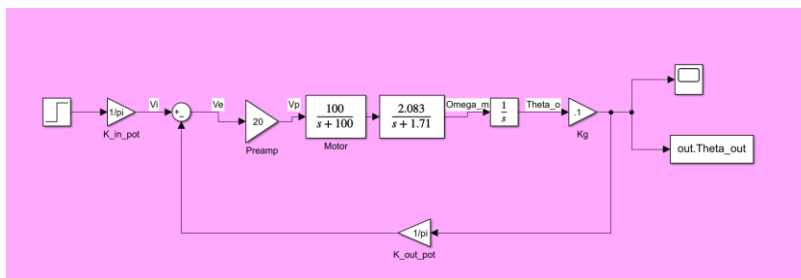 1/pi
K_in_pot
Vi
+
-
Ve
20
Preamp
Vp
100
s + 100
Motor
2.083
s + 1.71
Omega_m
1
s
Theta_o
.1
Kg
out.Theta_out
1/pi
K_out_pot